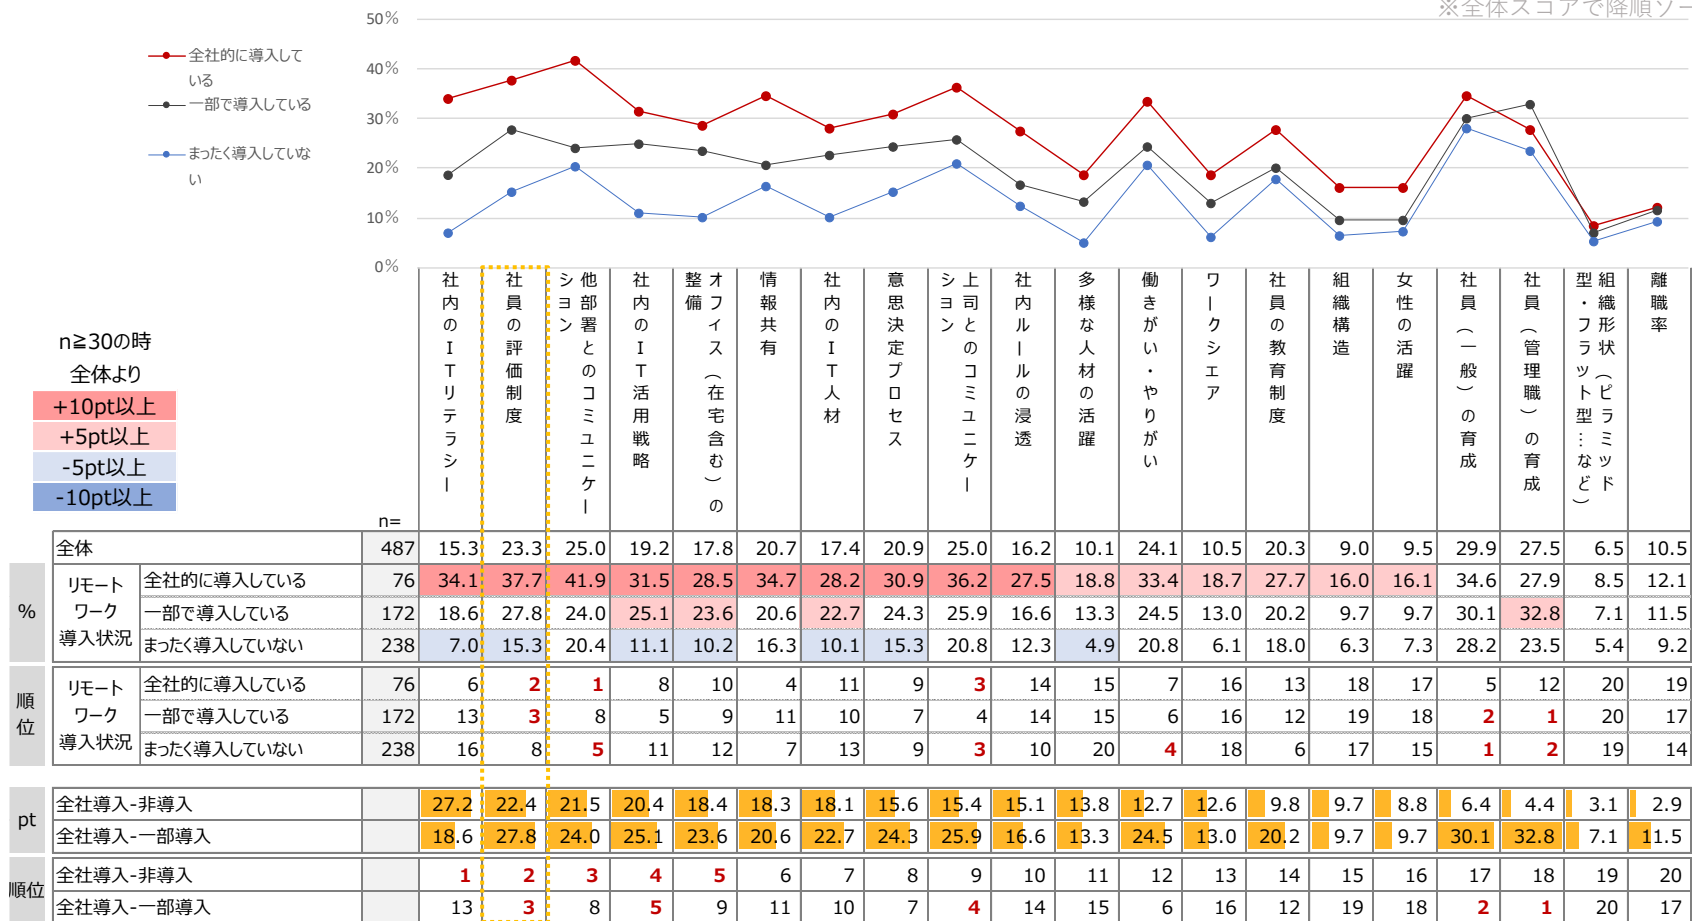 ※全体スコアで降順ソー
50%
40%
30%
20%
10%
0%
全社的に導入して
いる
一部で導入している
まったく導入していな
い
n≧30の時
全体より
+10pt以上
+5pt以上
-5pt以上
-10pt以上
社内のITリテラシー
社員の評価制度
他部署とのコミュニケー
ション
社内のIT活用戦略
オフィス（在宅含む）の
整備
情報共有
社内のIT人材
意思決定プロセス
上司とのコミュニケー
ション
社内ルールの浸透
多様な人材の活躍
働きがい・やりがい
ワークシェア
社員の教育制度
組織構造
女性の活躍
社員（一般）の育成
社員（管理職）の育成
組織形状（ピラミッド
型・フラット型…など）
離職率
n=
全体 487 15.3 23.3 25.0 19.2 17.8 20.7 17.4 20.9 25.0 16.2 10.1 24.1 10.5 20.3 9.0 9.5 29.9 27.5 6.5 10.5
%
リモート
ワーク
導入状況
全社的に導入している 76 34.1 37.7 41.9 31.5 28.5 34.7 28.2 30.9 36.2 27.5 18.8 33.4 18.7 27.7 16.0 16.1 34.6 27.9 8.5 12.1
一部で導入している 172 18.6 27.8 24.0 25.1 23.6 20.6 22.7 24.3 25.9 16.6 13.3 24.5 13.0 20.2 9.7 9.7 30.1 32.8 7.1 11.5
まったく導入していない 238 7.0 15.3 20.4 11.1 10.2 16.3 10.1 15.3 20.8 12.3 4.9 20.8 6.1 18.0 6.3 7.3 28.2 23.5 5.4 9.2
順
位
リモート
ワーク
導入状況
全社的に導入している 76 6 2 1 8 10 4 11 9 3 14 15 7 16 13 18 17 5 12 20 19
一部で導入している 172 13 3 8 5 9 11 10 7 4 14 15 6 16 12 19 18 2 1 20 17
まったく導入していない 238 16 8 5 11 12 7 13 9 3 10 20 4 18 6 17 15 1 2 19 14
pt
全社導入-非導入 27.2 22.4 21.5 20.4 18.4 18.3 18.1 15.6 15.4 15.1 13.8 12.7 12.6 9.8 9.7 8.8 6.4 4.4 3.1 2.9
全社導入-一部導入 18.6 27.8 24.0 25.1 23.6 20.6 22.7 24.3 25.9 16.6 13.3 24.5 13.0 20.2 9.7 9.7 30.1 32.8 7.1 11.5
順位
全社導入-非導入 1 2 3 4 5 6 7 8 9 10 11 12 13 14 15 16 17 18 19 20
全社導入-一部導入 13 3 8 5 9 11 10 7 4 14 15 6 16 12 19 18 2 1 20 17